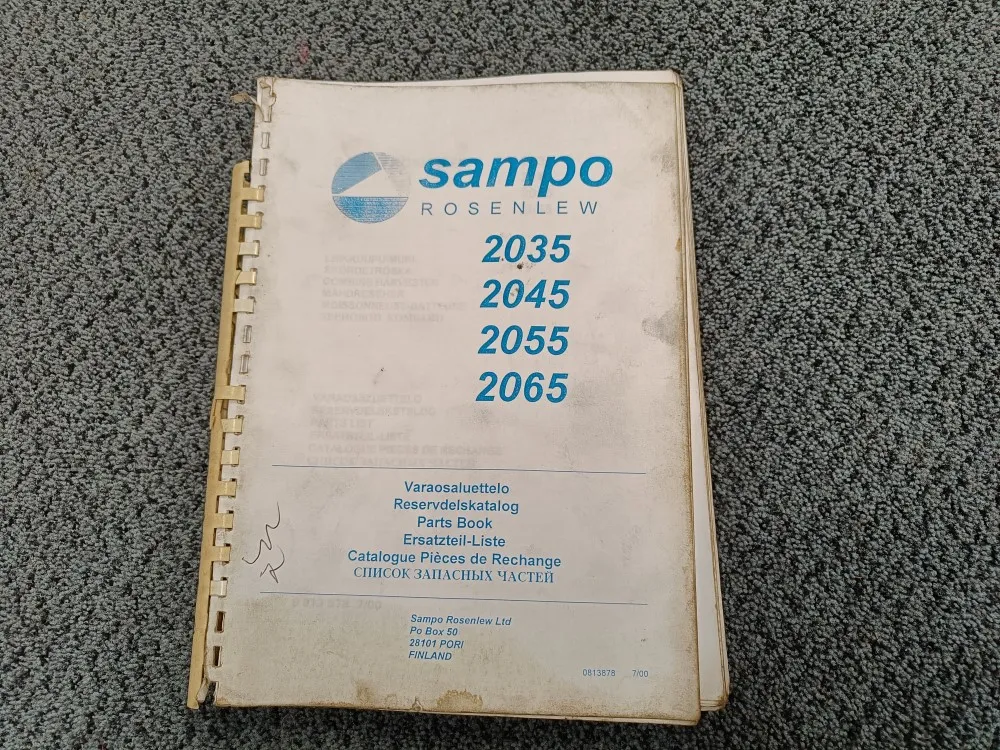 sampo
ROSENLEW
2035
2045
2055
2065
Varaosaluettelo
Reservdelskatalog
Parts Book
Ersatzteil-Liste
Catalogue Pièces de Rechange
СПИСОК ЗАПАСНЫХ ЧАСТЕЙ
Sampo Rosenlew Ltd
Po Box 50
28101 PORI
FINLAND
0813878 7/00